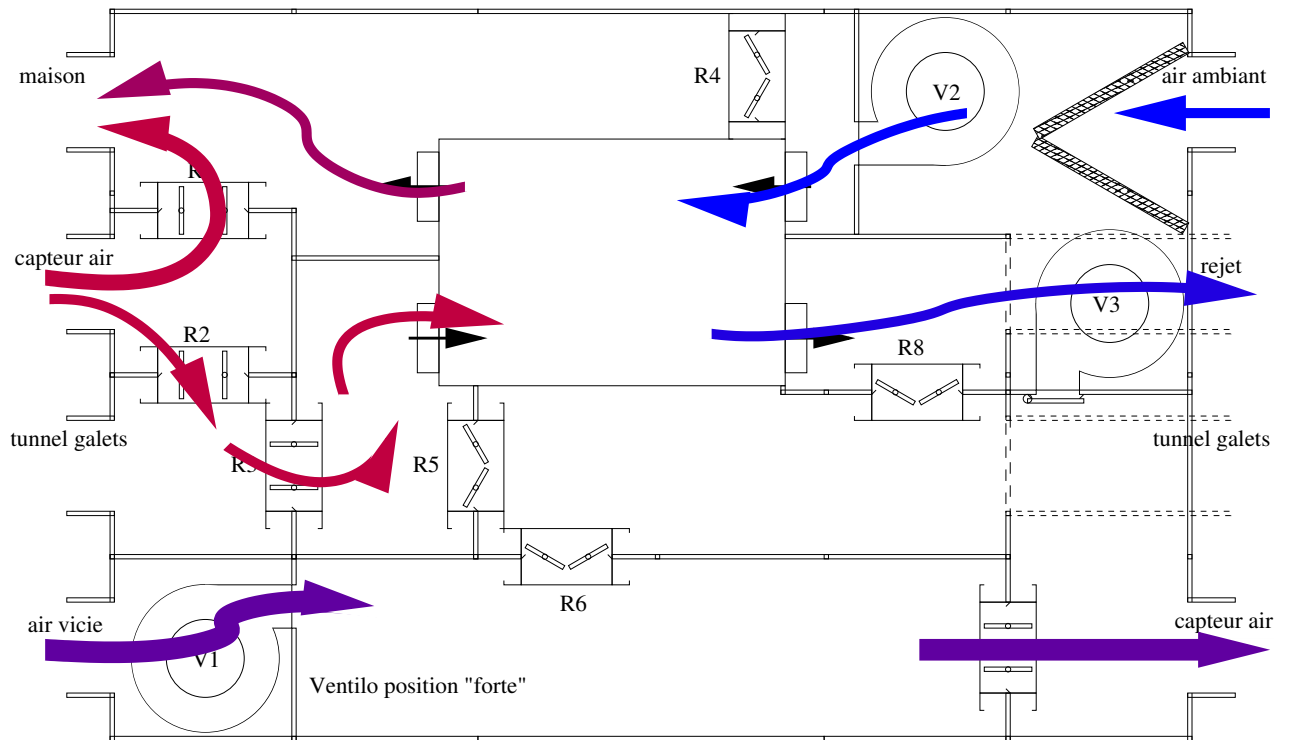 R4
maison
V2
air ambiant
capteur air
rejet
V3
R2
R8
tunnel galets
R5
tunnel galets
R6
air vicie
capteur air
V1
Ventilo position "forte"